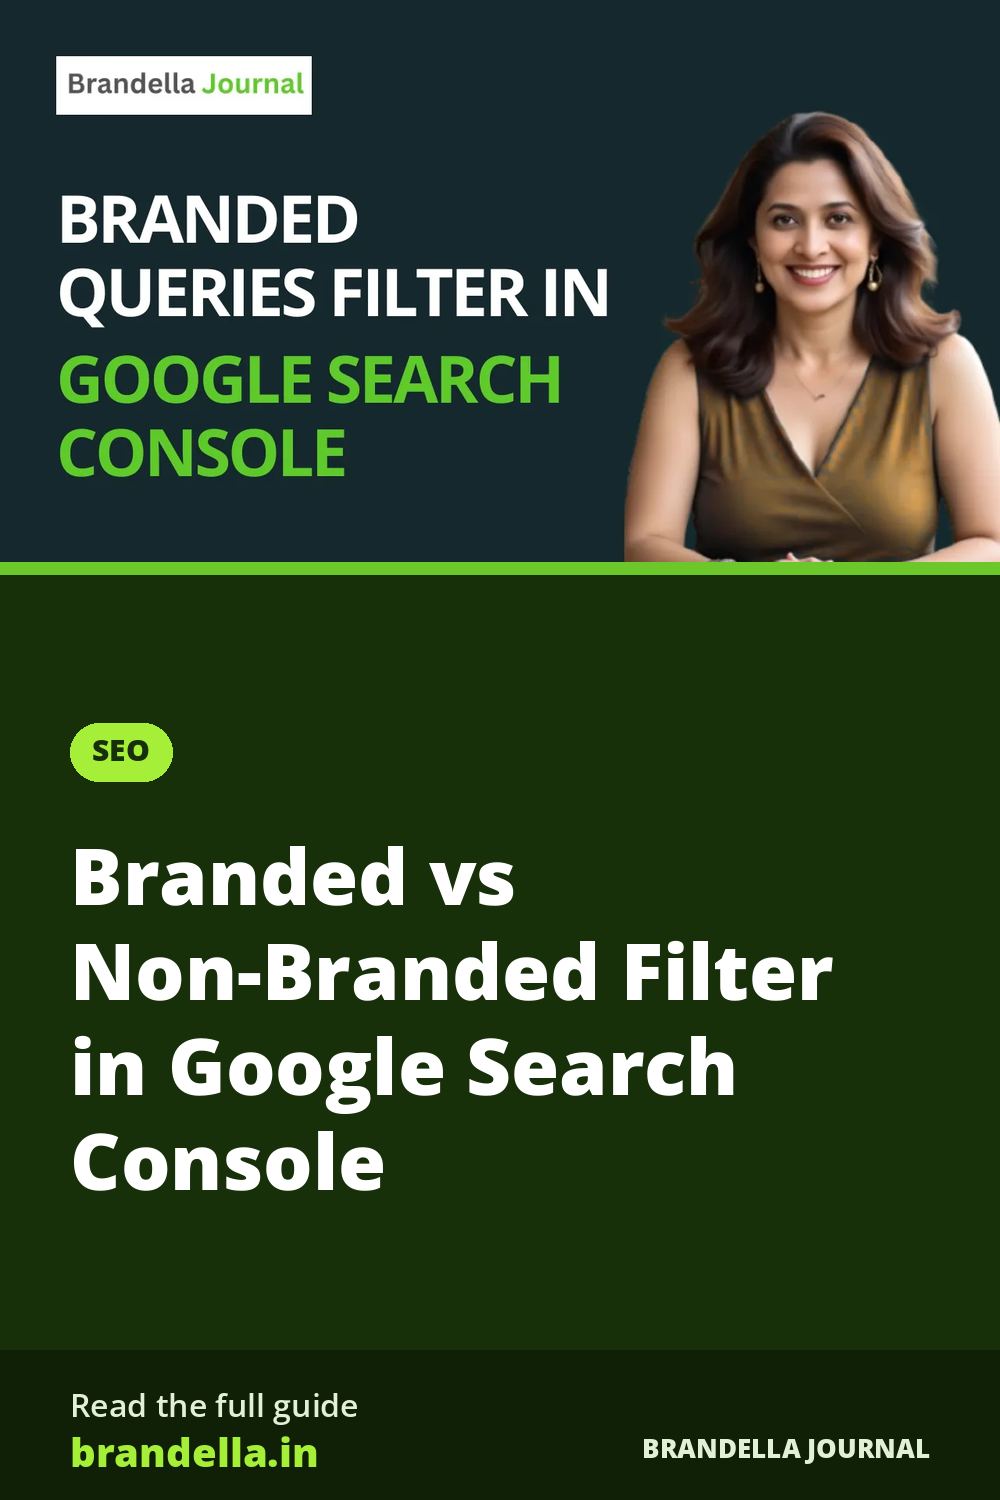 Brandella Journal
BRANDED
QUERIES FILTER IN
GOOGLE SEARCH
CONSOLE
SEO
Branded vs
Non-Branded Filter
in Google Search
Console
Read the full guide
brandella.in
BRANDELLA JOURNAL